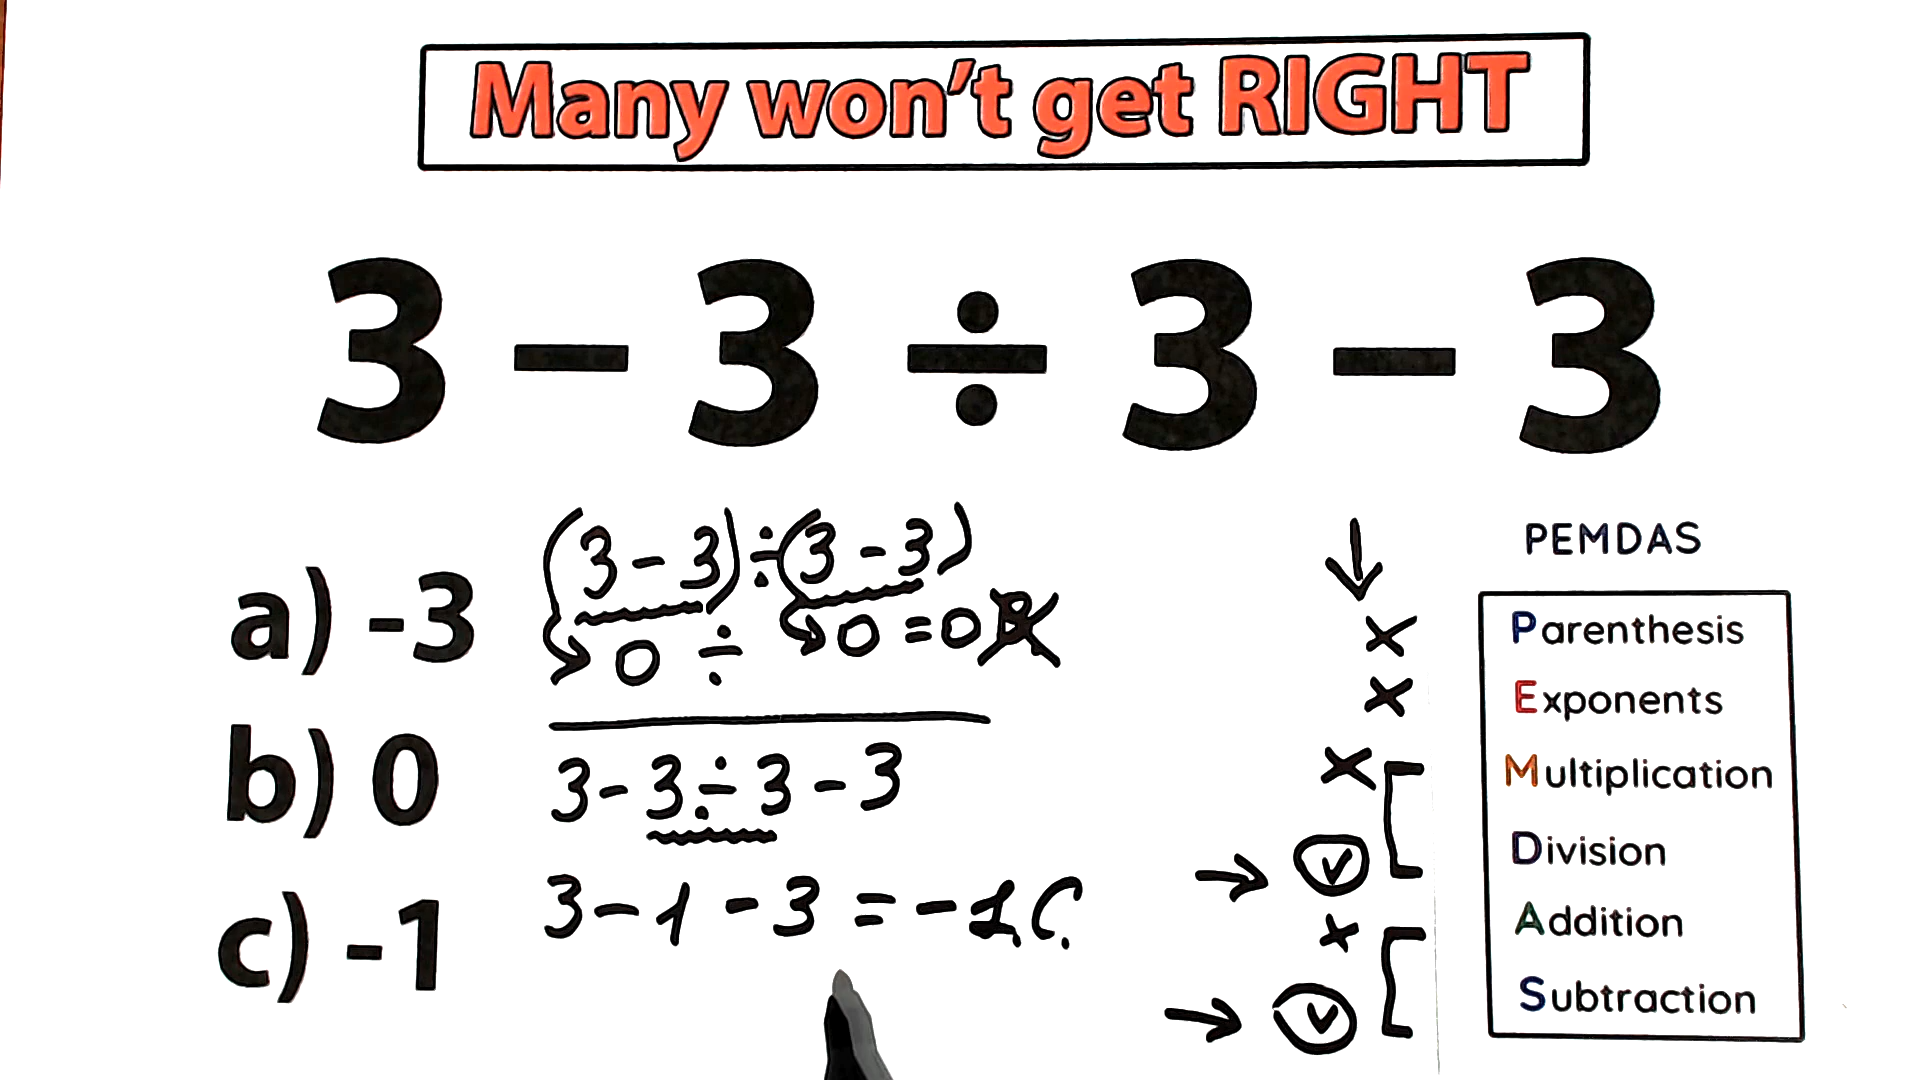 Many won't get RIGHT
3 − 3 ÷ 3 − 3
a) -3
b) 0
c) -1
(3 - 3) ÷ (3 - 3)
0 ÷ 0 = 0
3 - 3 ÷ 3 - 3
3 - 1 - 3 = -1. C.
PEMDAS
Parenthesis
Exponents
Multiplication
Division
Addition
Subtraction